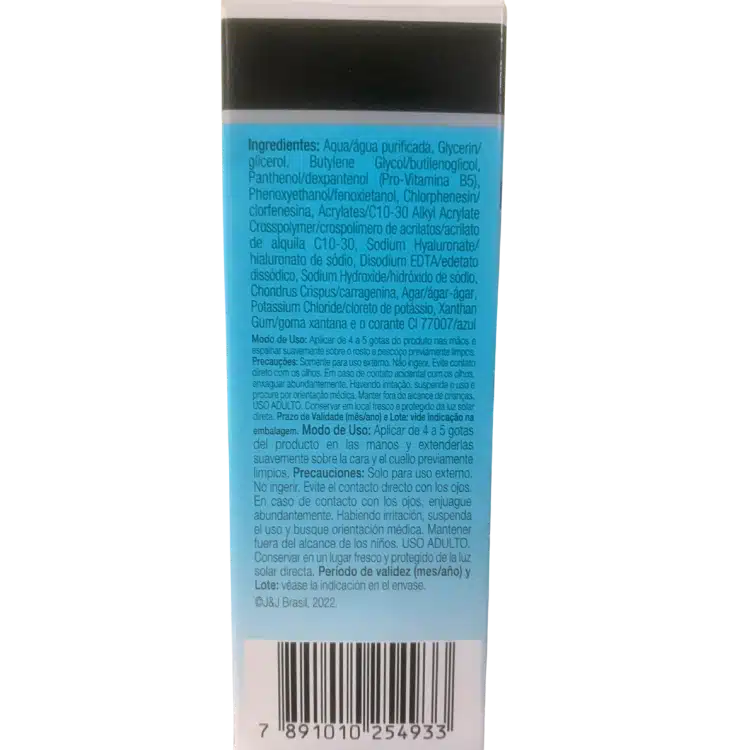 Ingredientes: Aqua/água purificada, Glycerin/
glicerol, Butylene Glycol/butilenoglicol,
Panthenol/dexpantenol (Pro-Vitamina B5),
Phenoxyethanol/fenoxietanol, Chlorphenesin/
clorfenesina, Acrylates/C10-30 Alkyl Acrylate
Crosspolymer/crospolimero de acrilatos/acrilato
de alquila C10-30, Sodium Hyaluronate/
hialuronato de sódio, Disodium EDTA/edetato
dissódico, Sodium Hydroxide/hidróxido de sódio,
Chondrus Crispus/carragenina, Agar/ágar-ágar,
Potassium Chloride/cloreto de potássio, Xanthan
Gum/goma xantana e o corante CI 77007/azul
Modo de Uso: Aplicar de 4 a 5 gotas do produto nas mãos e
espalhar suavemente sobre o rosto e pescoço previamente limpos.
Precauções: Somente para uso externo. Não ingerir. Evite contato
direto com os olhos. Em caso de contato acidental com os olhos,
enxaguar abundantemente. Havendo irritação, suspenda o uso e
procure por orientação médica. Manter fora do alcance de crianças.
USO ADULTO. Conservar em local fresco e protegido da luz solar
direta. Prazo de Validade (mês/ano) e Lote: vide indicação na
embalagem. Modo de Uso: Aplicar de 4 a 5 gotas
del producto en las manos y extenderlas
suavemente sobre la cara y el cuello previamente
limpios. Precauciones: Solo para uso externo.
No ingerir. Evite el contacto directo con los ojos.
En caso de contacto con los ojos, enjuague
abundantemente. Habiendo irritación, suspenda
el uso y busque orientación médica. Mantener
fuera del alcance de los niños. USO ADULTO.
Conservar en un lugar fresco y protegido de la luz
solar directa. Período de validez (mes/año) y
Lote: véase la indicación en el envase.
©J&J Brasil, 2022.
7 891010 254933